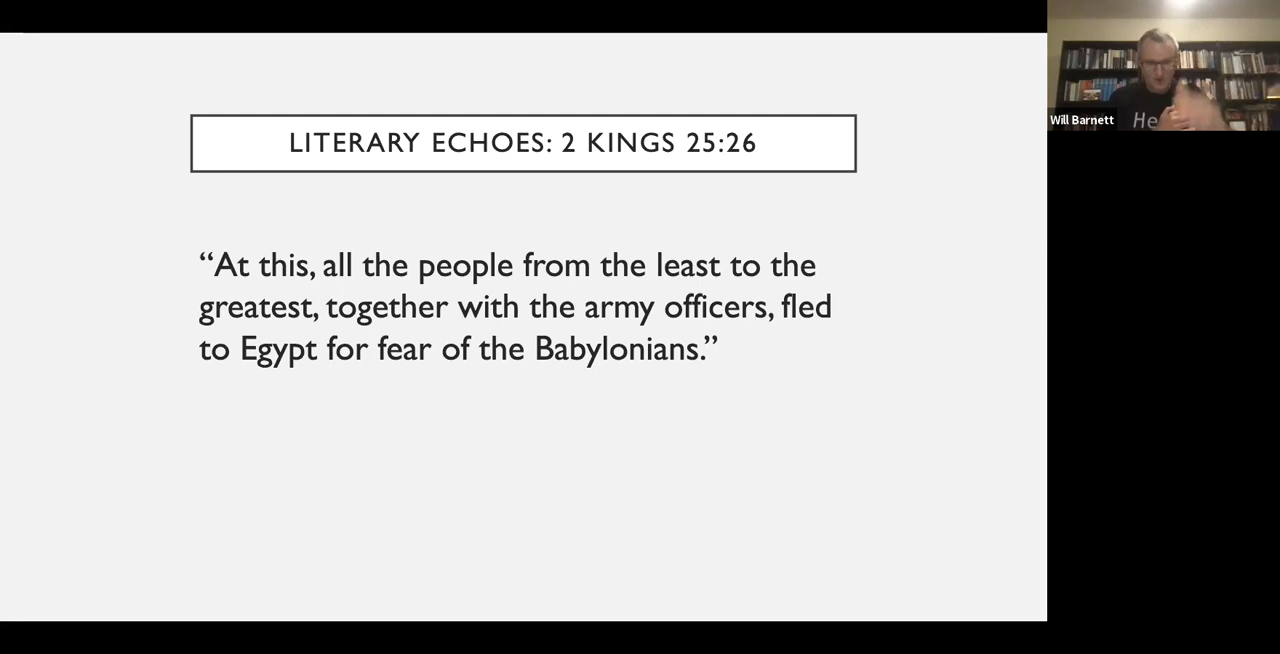 LITERARY ECHOES: 2 KINGS 25:26
“At this, all the people from the least to the
greatest, together with the army officers, fled
to Egypt for fear of the Babylonians.”
Will Barnett